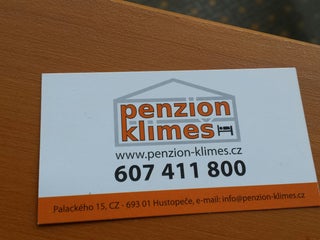 penzion
klimeš
www.penzion-klimes.cz
607 411 800
Palackého 15, CZ - 693 01 Hustopeče, e-mail: info@penzion-klimes.cz